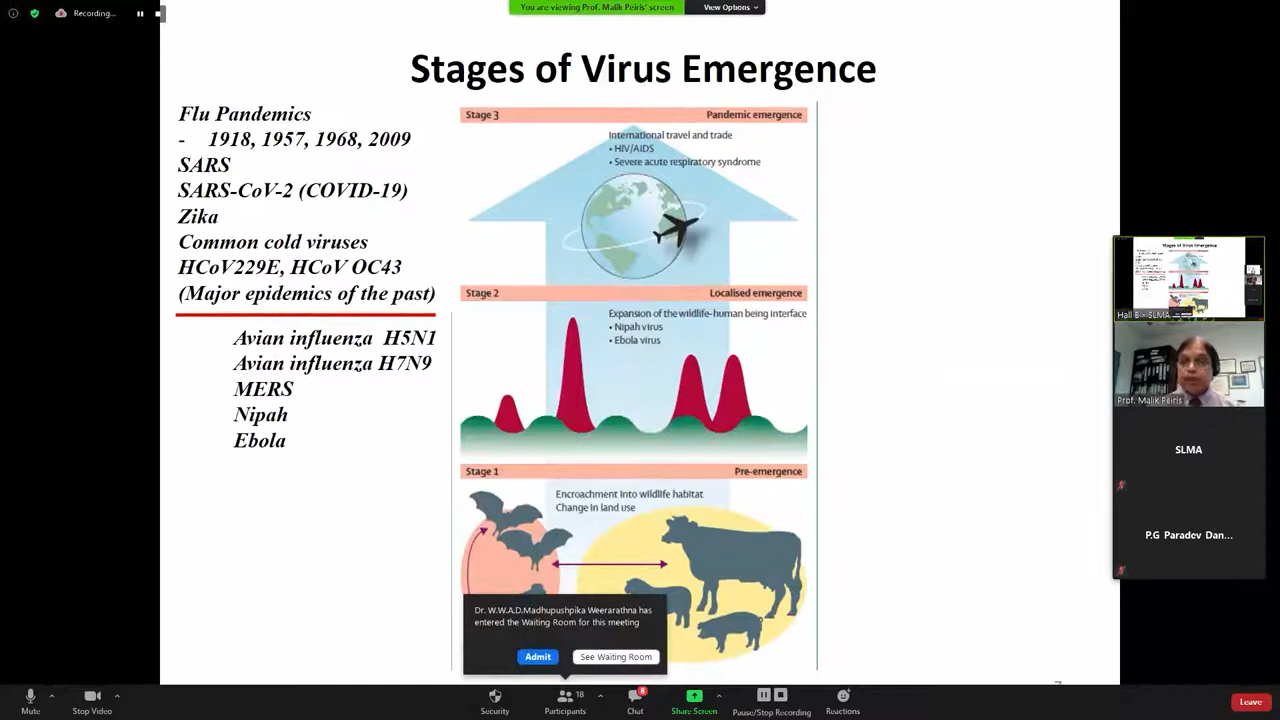 Recording...
You are viewing Prof. Malik Peiris' screen
View Options
Stages of Virus Emergence
Flu Pandemics
- 1918, 1957, 1968, 2009
SARS
SARS-CoV-2 (COVID-19)
Zika
Common cold viruses
HCoV229E, HCoV OC43
(Major epidemics of the past)
Avian influenza H5N1
Avian influenza H7N9
MERS
Nipah
Ebola
Stage 3 Pandemic emergence
International travel and trade
• HIV/AIDS
• Severe acute respiratory syndrome
Stage 2 Localised emergence
Expansion of the wildlife-human being interface
• Nipah virus
• Ebola virus
Stage 1 Pre-emergence
Encroachment into wildlife habitat
Change in land use
Dr. W.W.A.D.Madhupushpika Weerarathna has
entered the Waiting Room for this meeting
Admit See Waiting Room
Stages of Virus Emergence
Hall B - SLMA
Prof. Malik Peiris
SLMA
P.G Paradev Dan...
Mute
Stop Video
Security
18
Participants
8
Chat
Share Screen
Pause/Stop Recording
Reactions
Leave